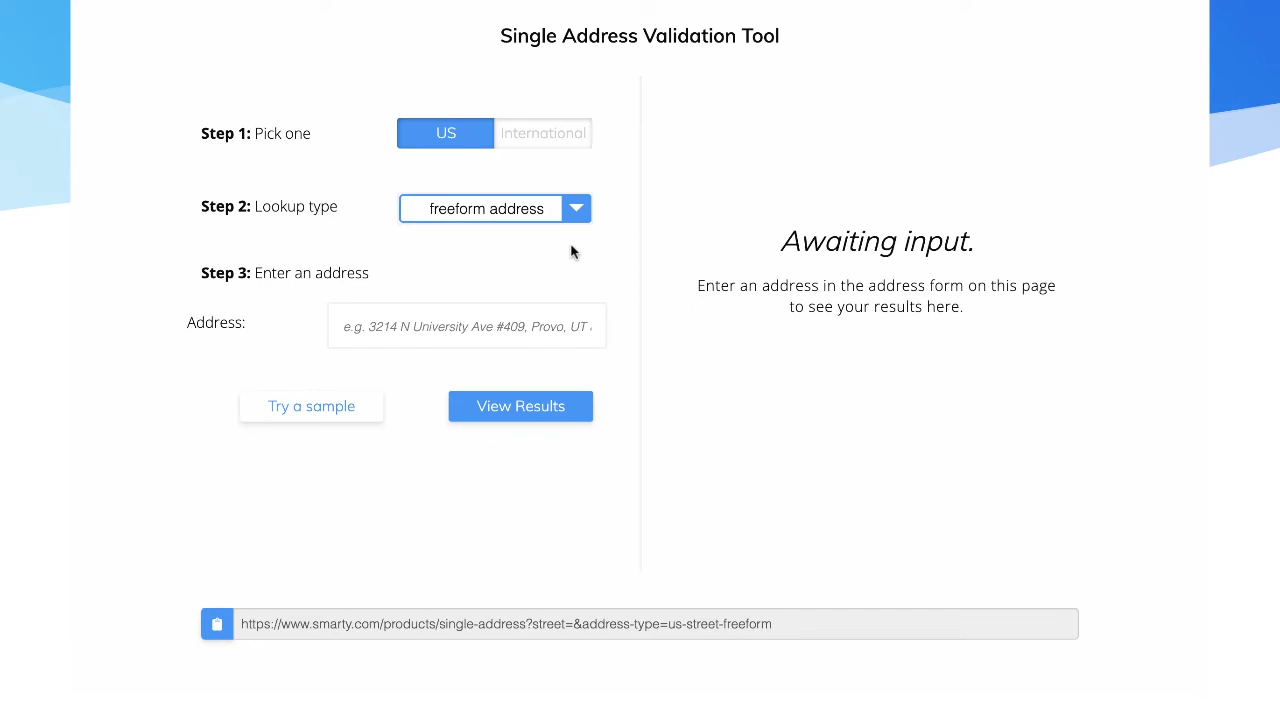 Single Address Validation Tool
Step 1: Pick one
US
International
Step 2: Lookup type
freeform address
Step 3: Enter an address
Address:
e.g. 3214 N University Ave #409, Provo, UT
Try a sample
View Results
Awaiting input.
Enter an address in the address form on this page
to see your results here.
https://www.smarty.com/products/single-address?street=&address-type=us-street-freeform